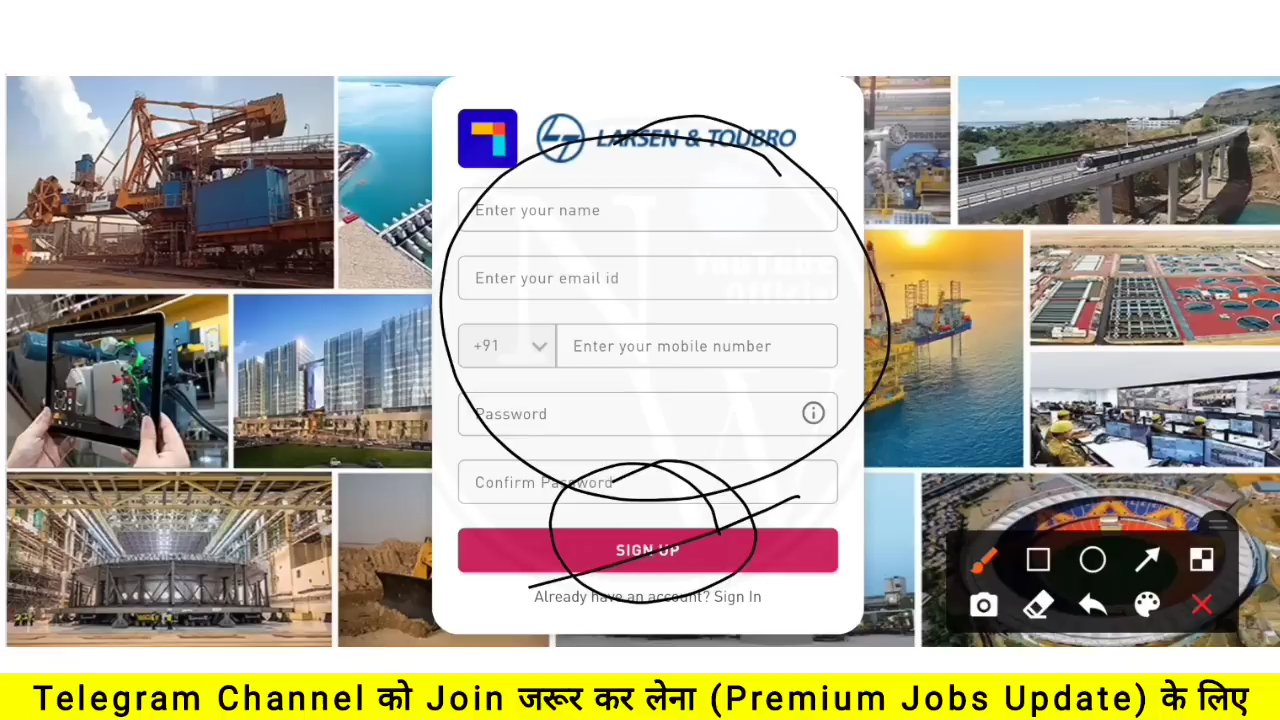 LARSEN & TOUBRO
Enter your name
Enter your email id
+91
Enter your mobile number
Password
Confirm Password
SIGN UP
Already have an account? Sign In
Telegram Channel को Join जरूर कर लेना (Premium Jobs Update) के लिए